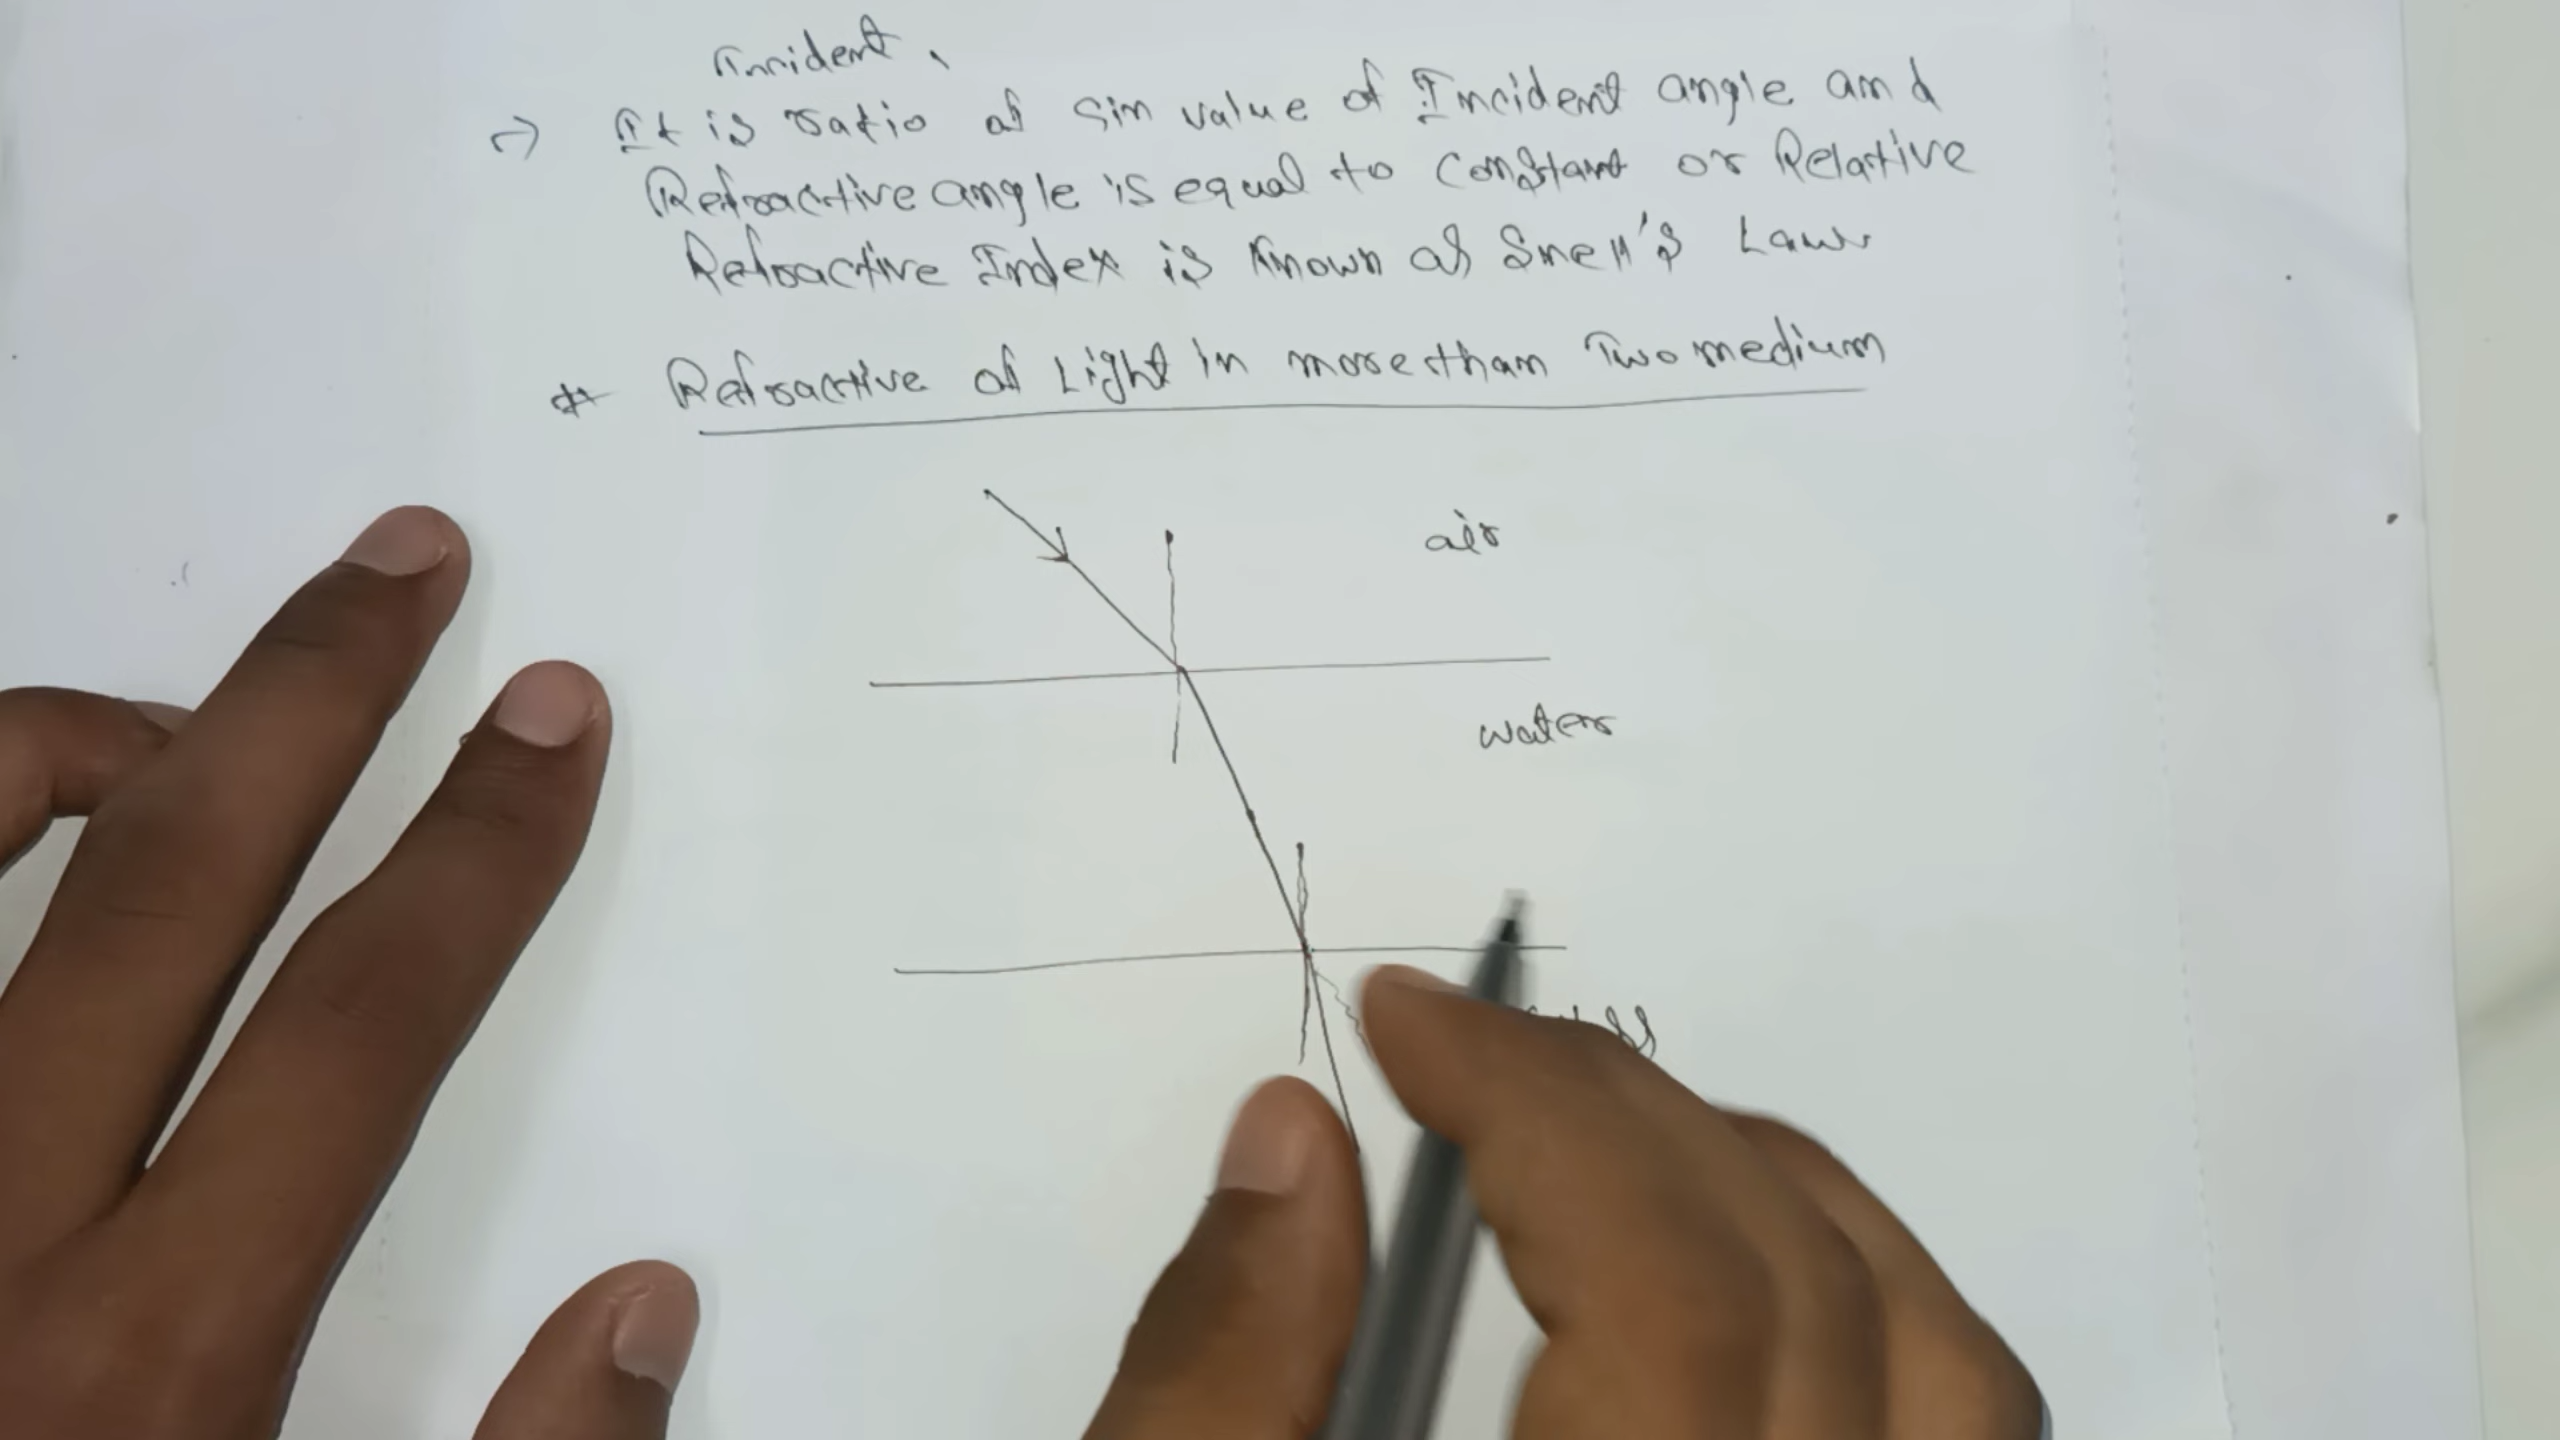 incident.
→ It is ratio of Sin value of Incident angle and
Refractive angle is equal to Constant or Relative
Refractive Index is known as Snell's Law
* Refractive of Light in more than Two medium
air
water